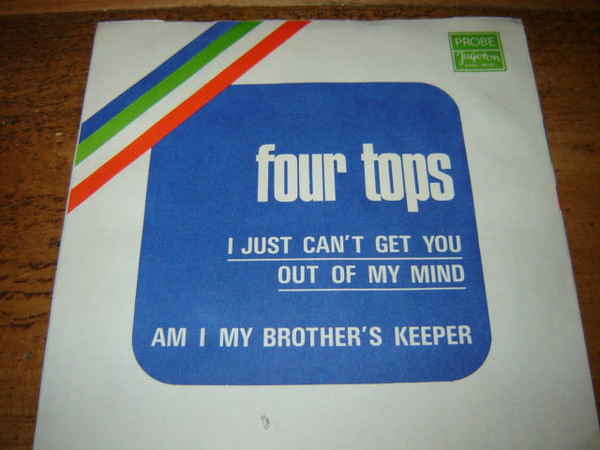 PROBE
Jugoton
four tops
I JUST CAN'T GET YOU
OUT OF MY MIND
AM I MY BROTHER'S KEEPER